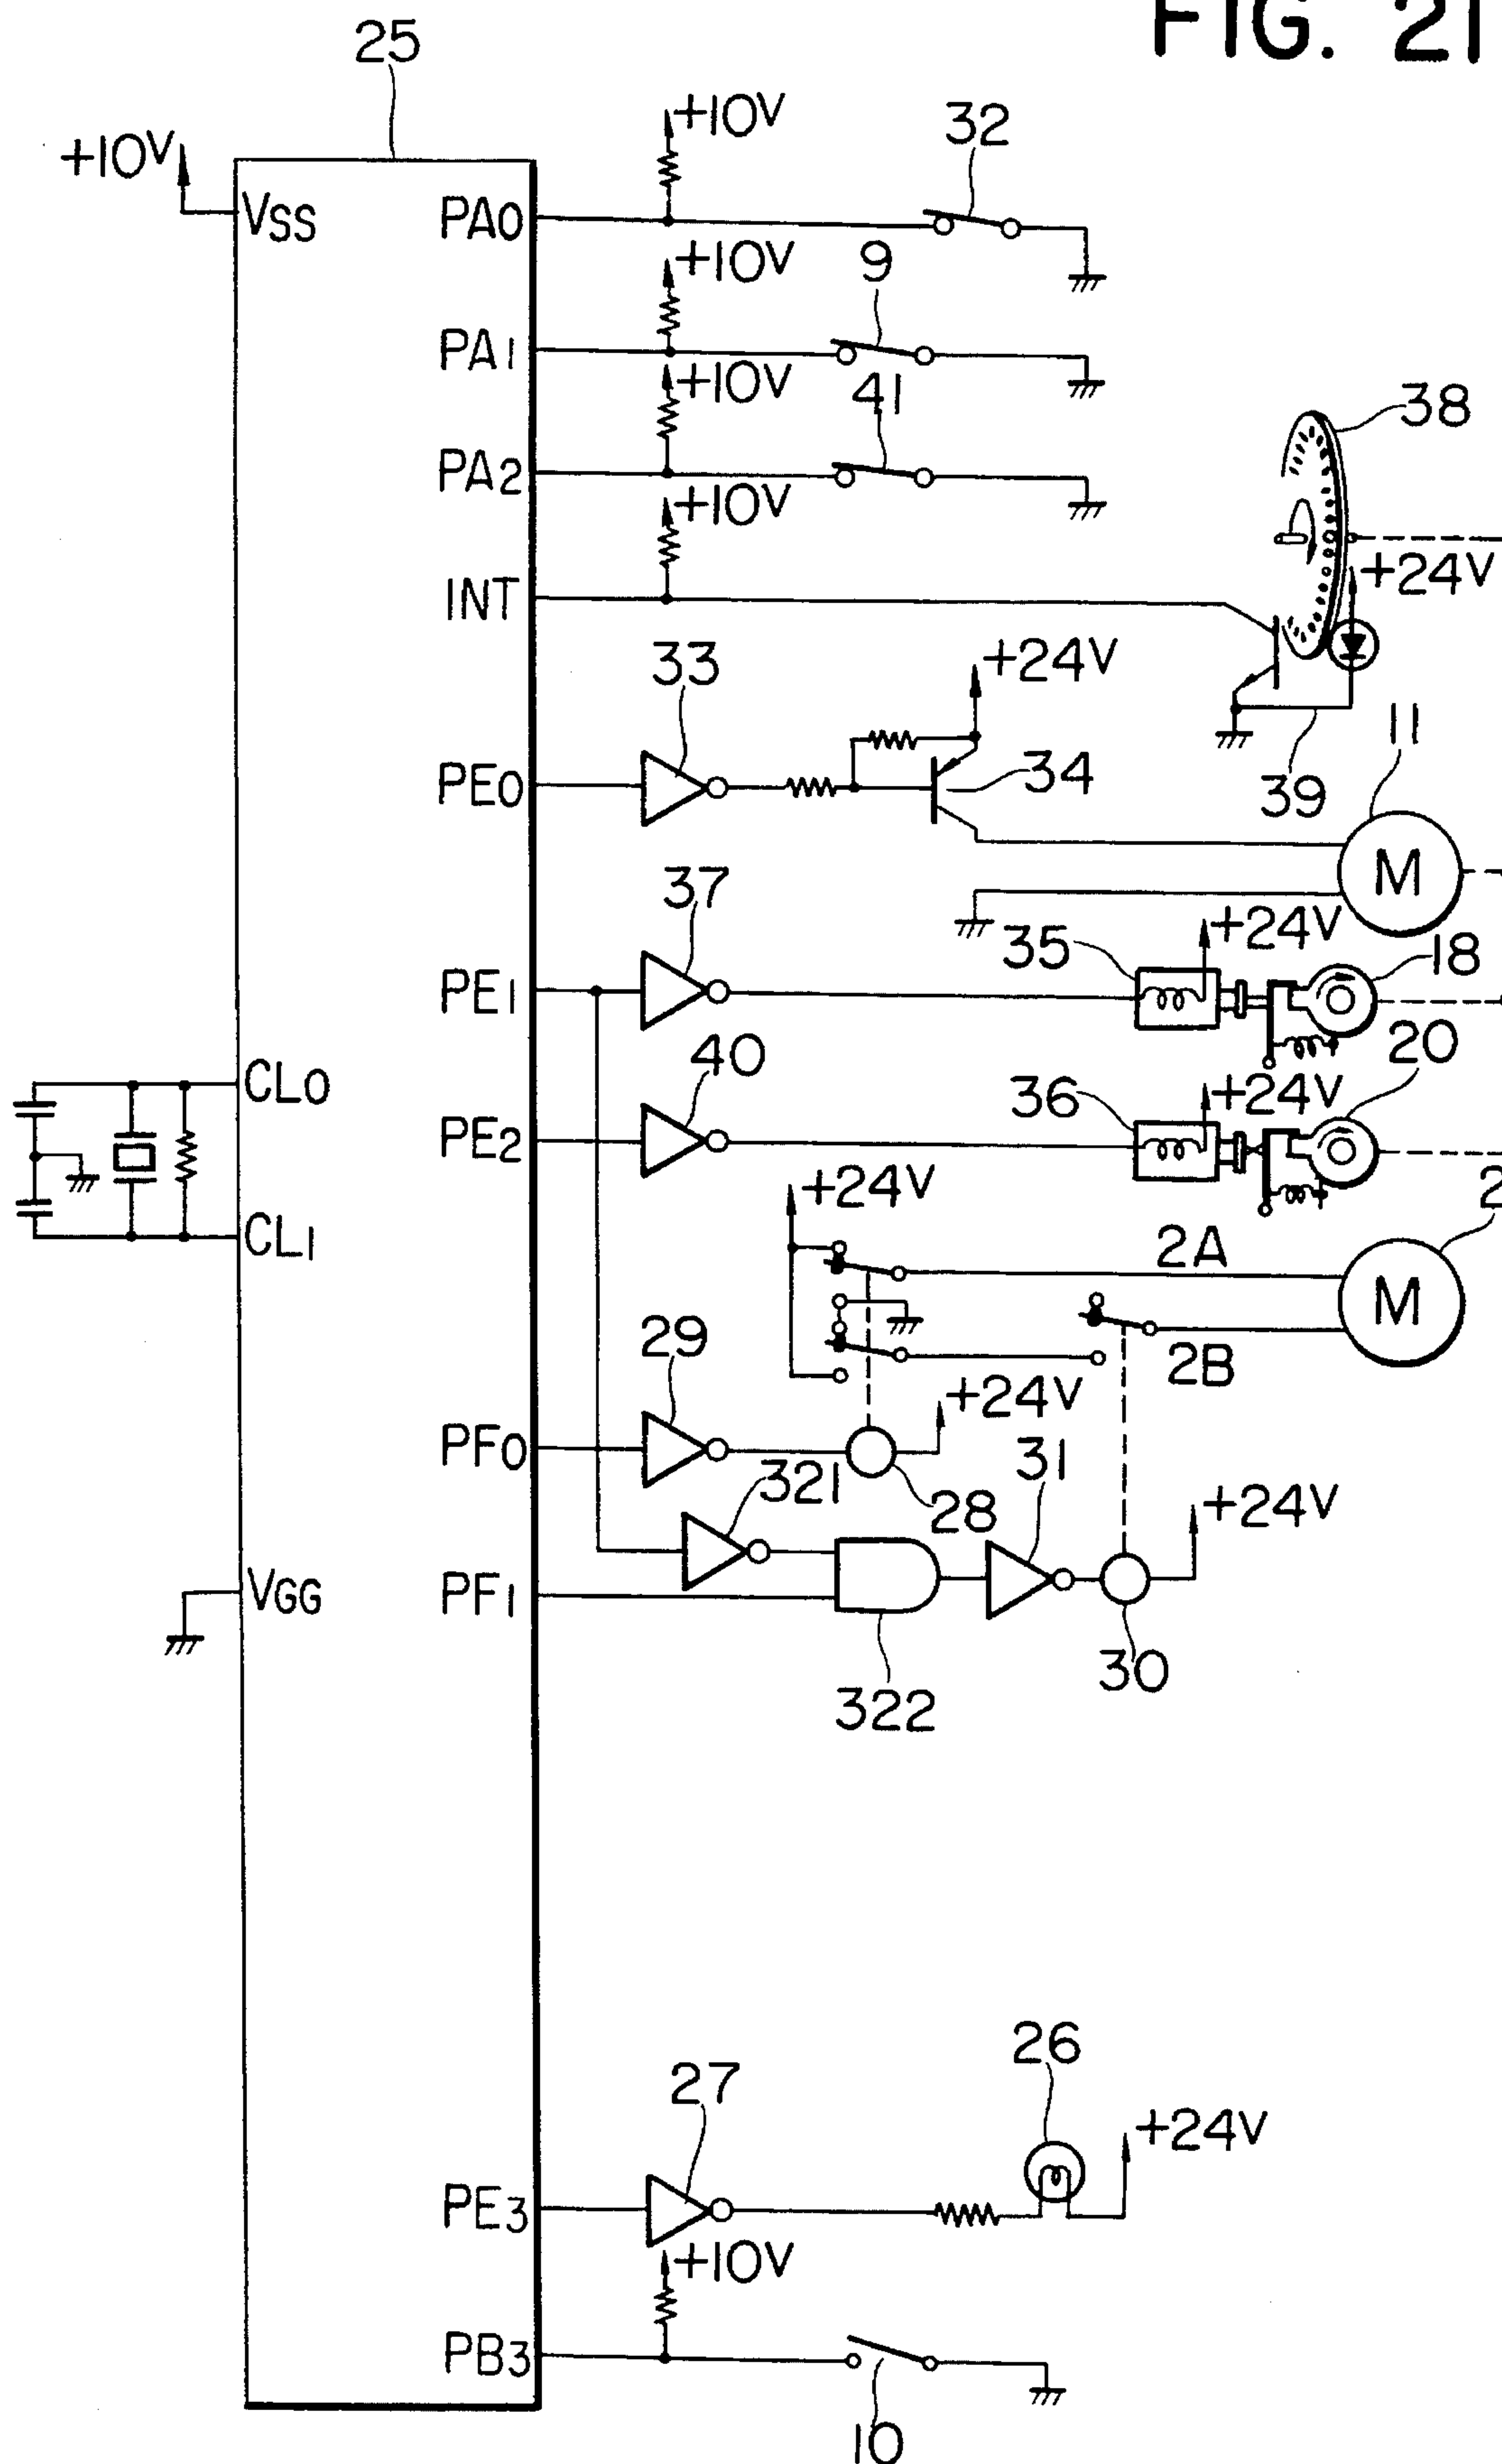 FIG. 21
25
+10V
+10V
32
VSS
PA0
+10V
9
PA1
+10V
41
38
PA2
+10V
+24V
INT
33
+24V
11
PE0
34
39
37
+24V
35
18
PE1
40
20
CL0
+24V
36
PE2
+24V
2
2A
CL1
M
M
29
2B
+24V
PF0
31
321
28
+24V
VGG
PF1
30
322
26
27
+24V
PE3
+10V
PB3
10